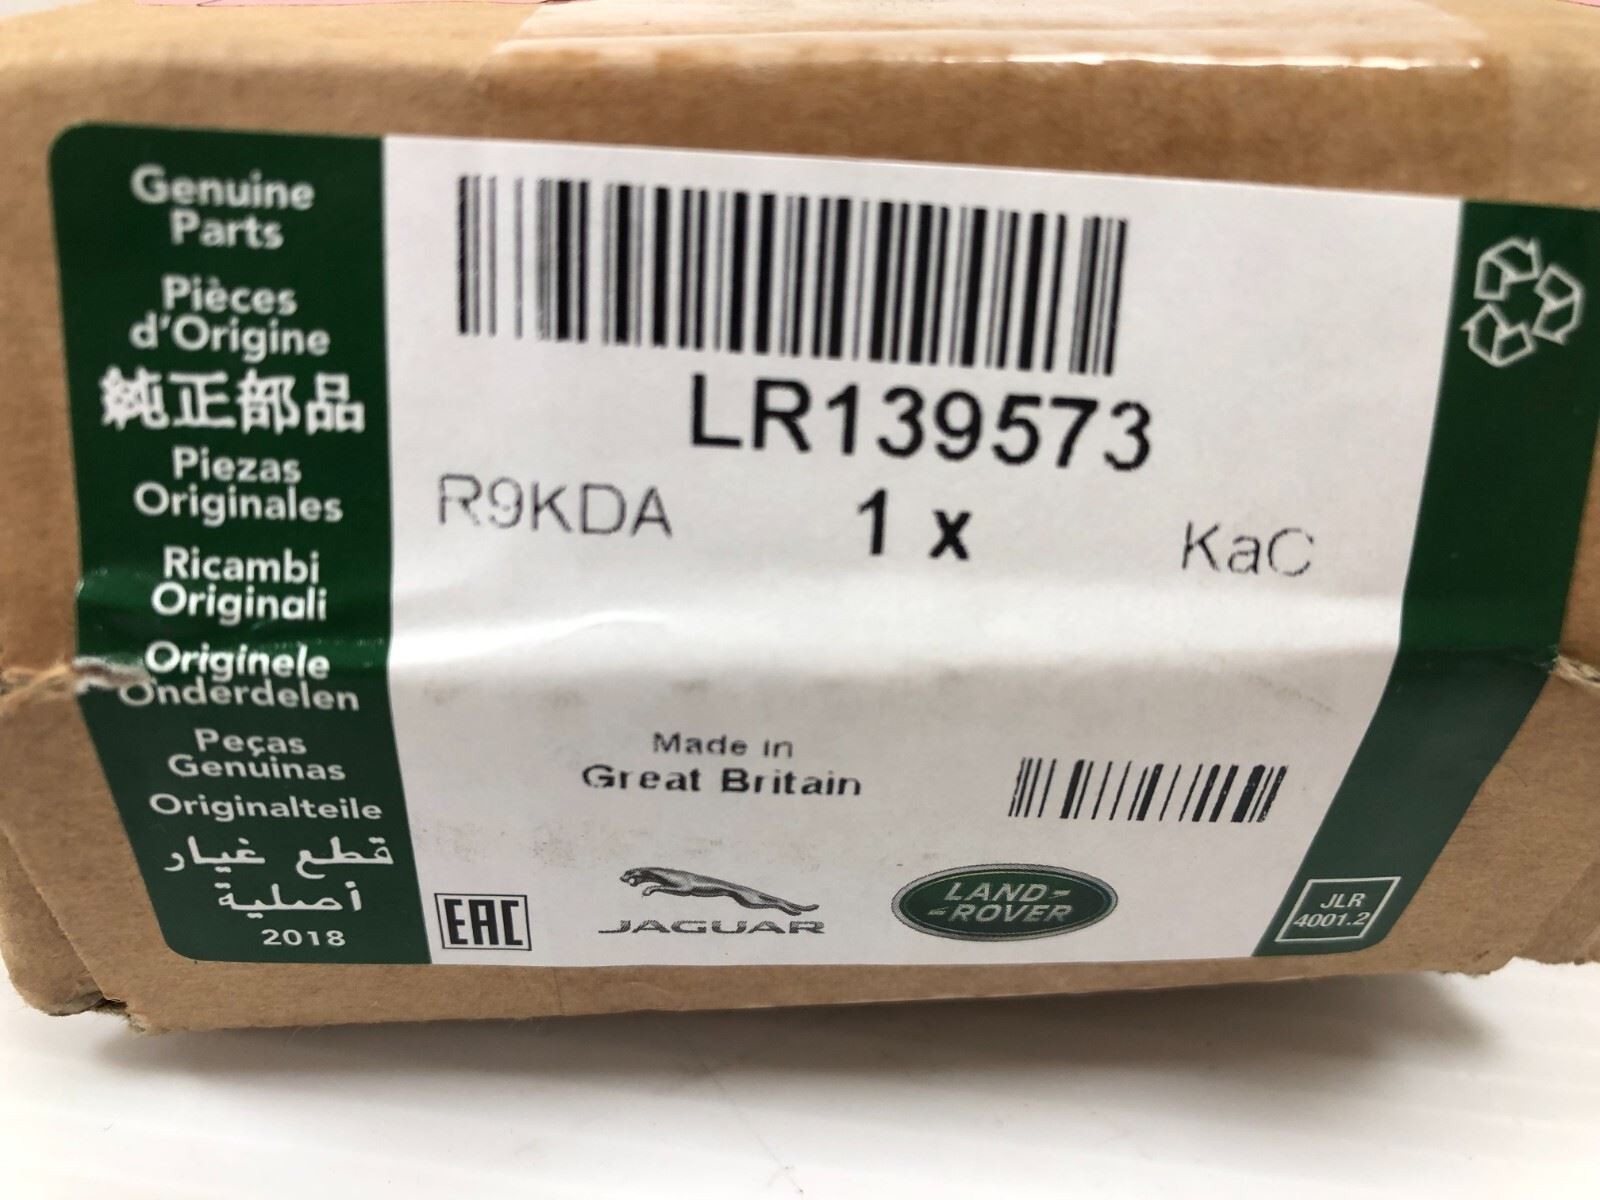 Genuine
Parts
Pièces
d'Origine
純正部品
Piezas
Originales
Ricambi
Originali
Originele
Onderdelen
Peças
Genuinas
Originalteile
قطع غيار
أصلية
2018
LR139573
R9KDA 1 x KaC
Made in
Great Britain
EAC
JAGUAR
LAND-
-ROVER
JLR
4001.2